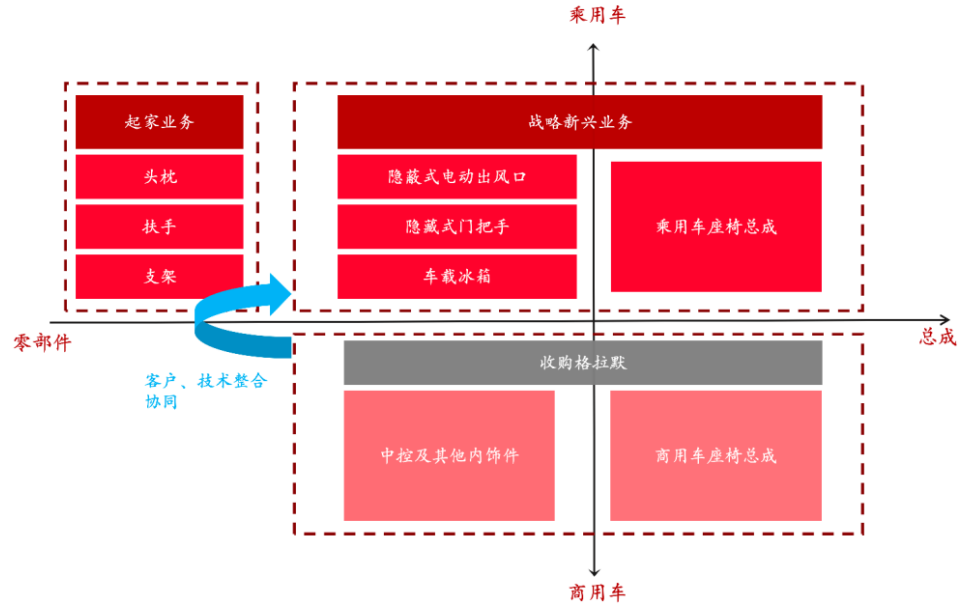 乘用车
起家业务
头枕
扶手
支架
战略新兴业务
隐蔽式电动出风口
隐藏式门把手
车载冰箱
乘用车座椅总成
零部件
总成
客户、技术整合
协同
收购格拉默
中控及其他内饰件
商用车座椅总成
商用车